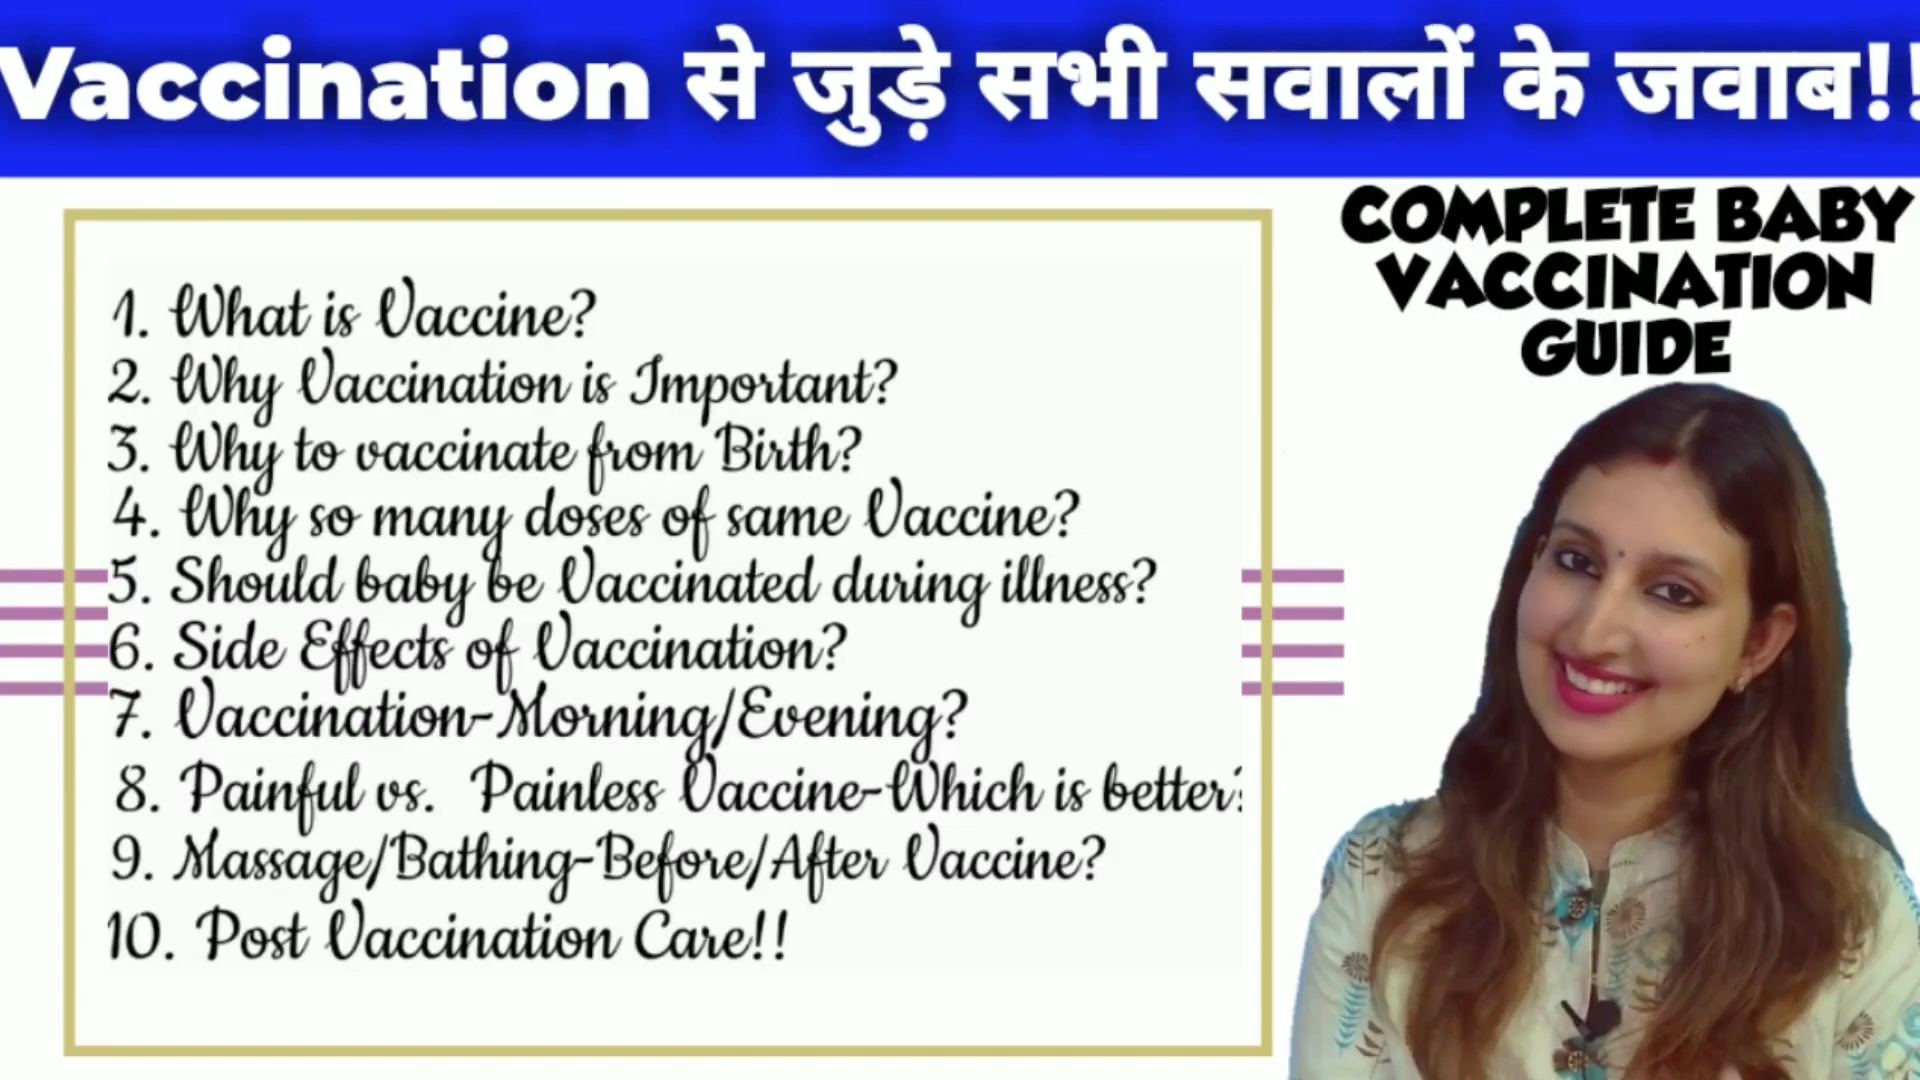 Vaccination से जुड़े सभी सवालों के जवाब!!
COMPLETE BABY
VACCINATION
GUIDE
1. What is Vaccine?
2. Why Vaccination is Important?
3. Why to vaccinate from Birth?
4. Why so many doses of same Vaccine?
5. Should baby be Vaccinated during illness?
6. Side Effects of Vaccination?
7. Vaccination-Morning/Evening?
8. Painful vs. Painless Vaccine-Which is better?
9. Massage/Bathing-Before/After Vaccine?
10. Post Vaccination Care!!